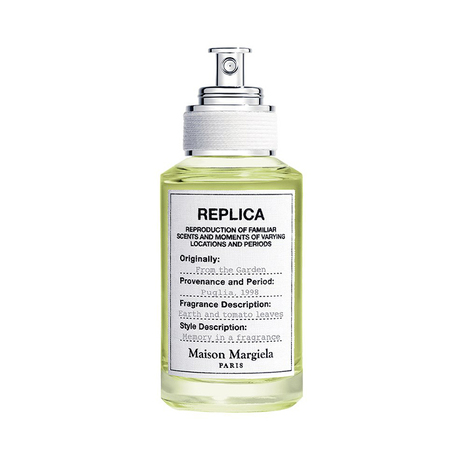 REPLICA
REPRODUCTION OF FAMILIAR
SCENTS AND MOMENTS OF VARYING
LOCATIONS AND PERIODS
Originally:
From the Garden
Provenance and Period:
Puglia, 1998
Fragrance Description:
Earth and tomato leaves
Style Description:
Memory in a fragrance
Maison Margiela
PARIS